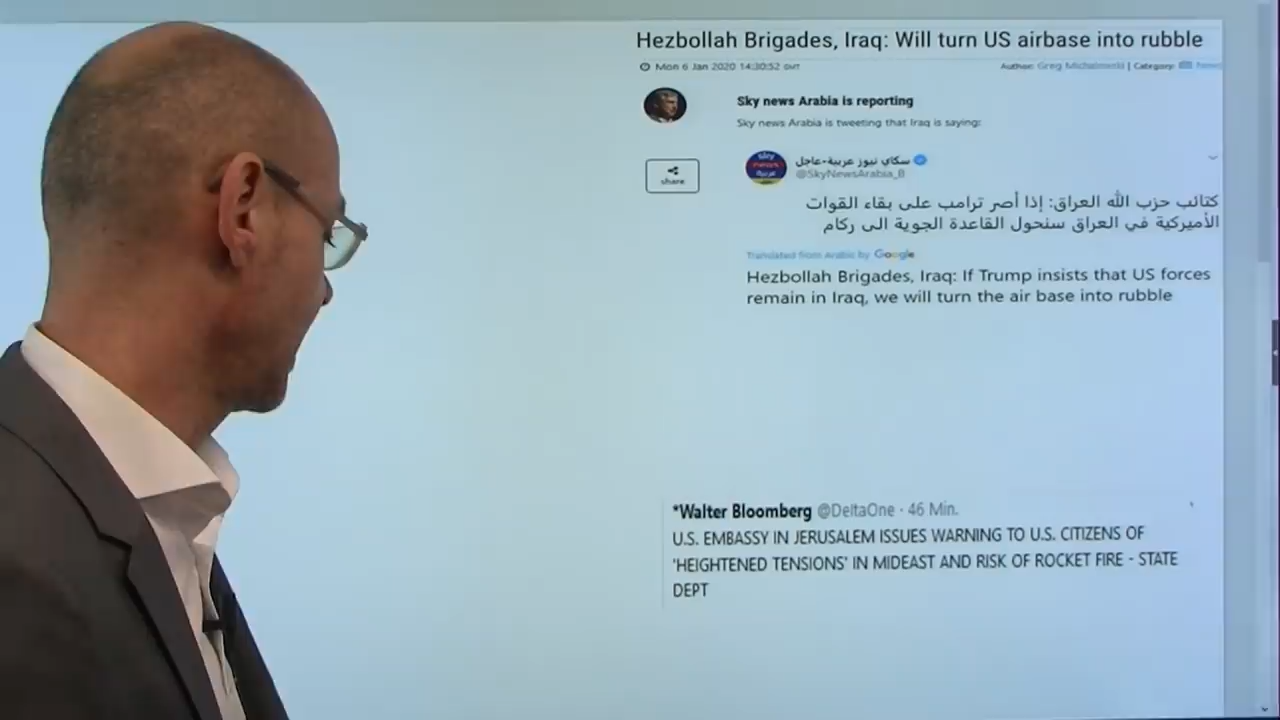 Hezbollah Brigades, Iraq: Will turn US airbase into rubble
Mon 6 Jan 2020 14:30:52 GMT
Author: Greg Michalowski | Category: News
Sky news Arabia is reporting
Sky news Arabia is tweeting that Iraq is saying:
share
sky
news
عربية
سكاي نيوز عربية-عاجل
@SkyNewsArabia_B
كتائب حزب الله العراق: إذا أصر ترامب على بقاء القوات
الأميركية في العراق سنحول القاعدة الجوية الى ركام
Translated from Arabic by Google
Hezbollah Brigades, Iraq: If Trump insists that US forces
remain in Iraq, we will turn the air base into rubble
*Walter Bloomberg @DeItaOne · 46 Min.
U.S. EMBASSY IN JERUSALEM ISSUES WARNING TO U.S. CITIZENS OF
'HEIGHTENED TENSIONS' IN MIDEAST AND RISK OF ROCKET FIRE - STATE
DEPT